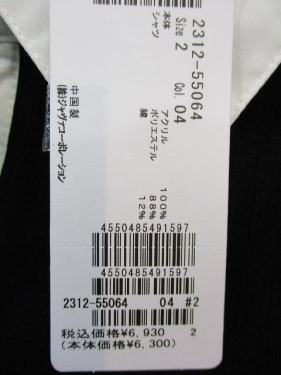 2312-55064
Size 2 Col. 04
本体 アクリル 100%
シャツ ポリエステル 88%
綿 12%
中国製
(株)ジャヴァコーポレーション
4550485491597
4550485491597
2312-55064 04 #2
税込価格¥6,930 2
(本体価格¥6,300)